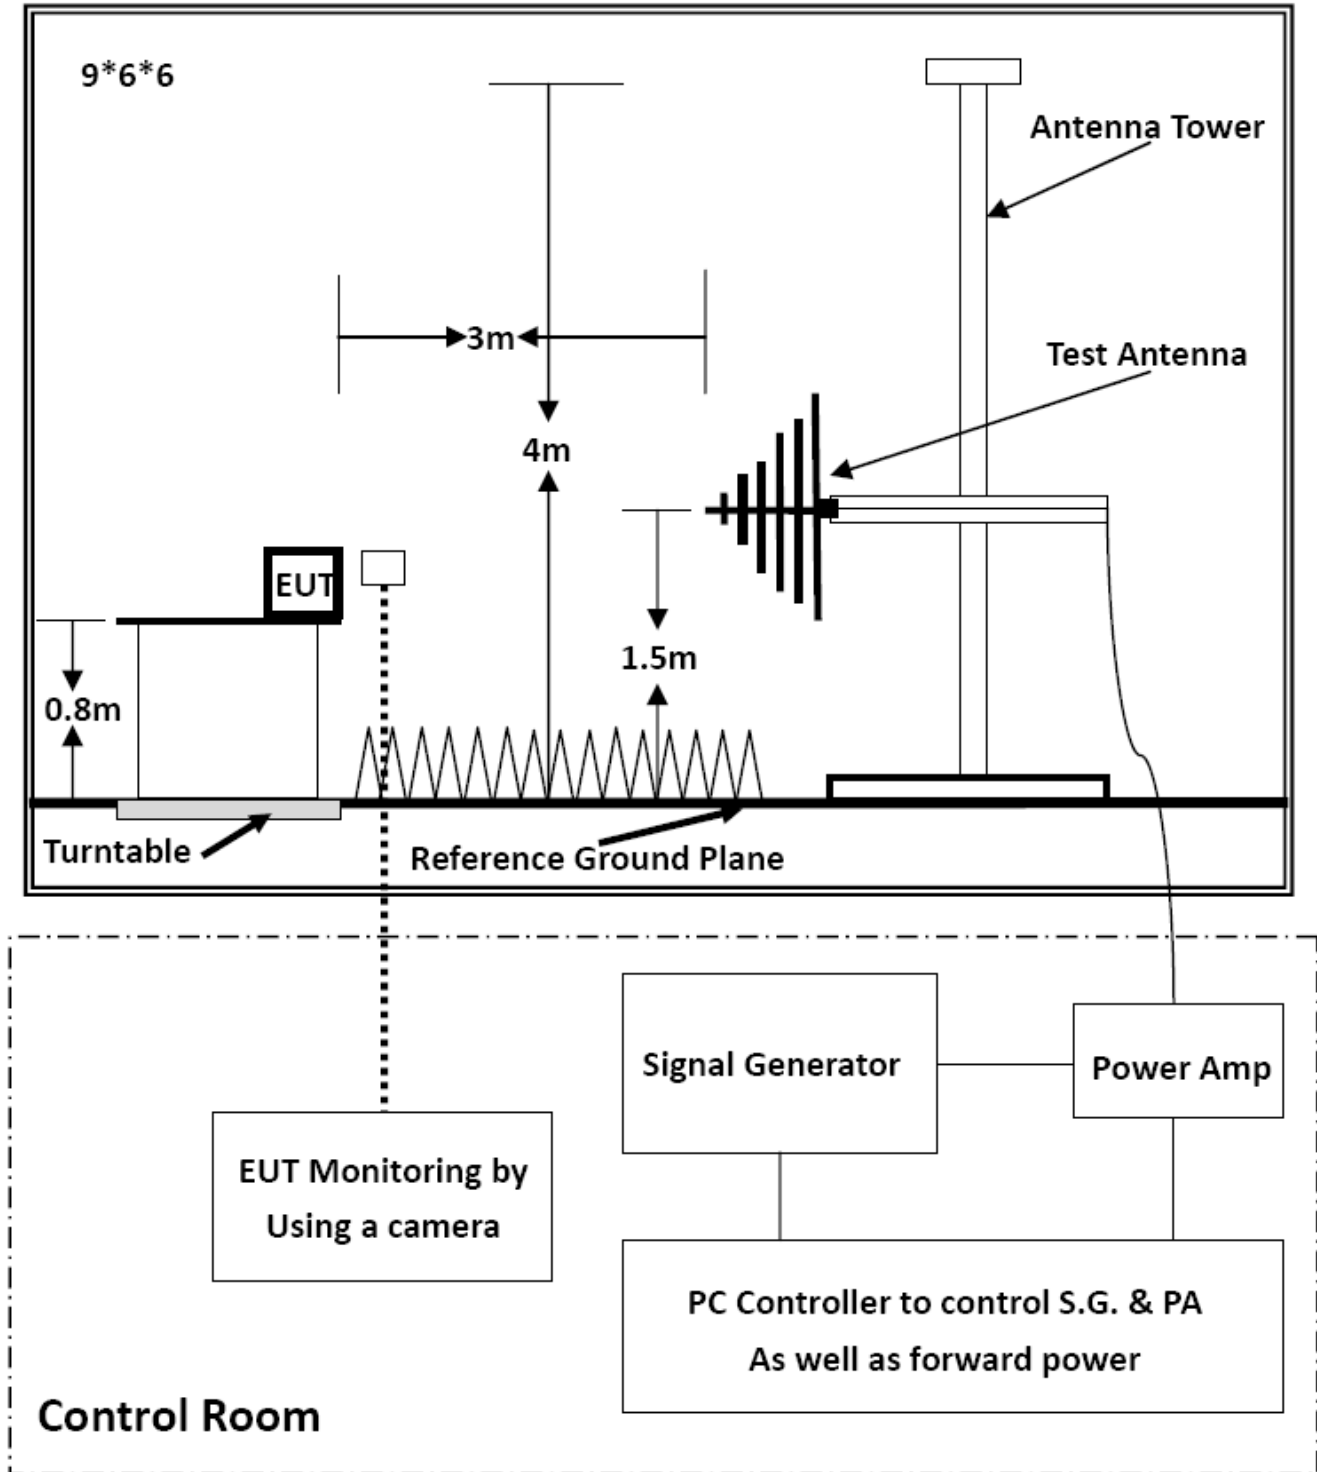 9*6*6
Antenna Tower
3m
Test Antenna
4m
EUT
1.5m
0.8m
Turntable
Reference Ground Plane
Signal Generator
Power Amp
EUT Monitoring by
Using a camera
PC Controller to control S.G. & PA
As well as forward power
Control Room